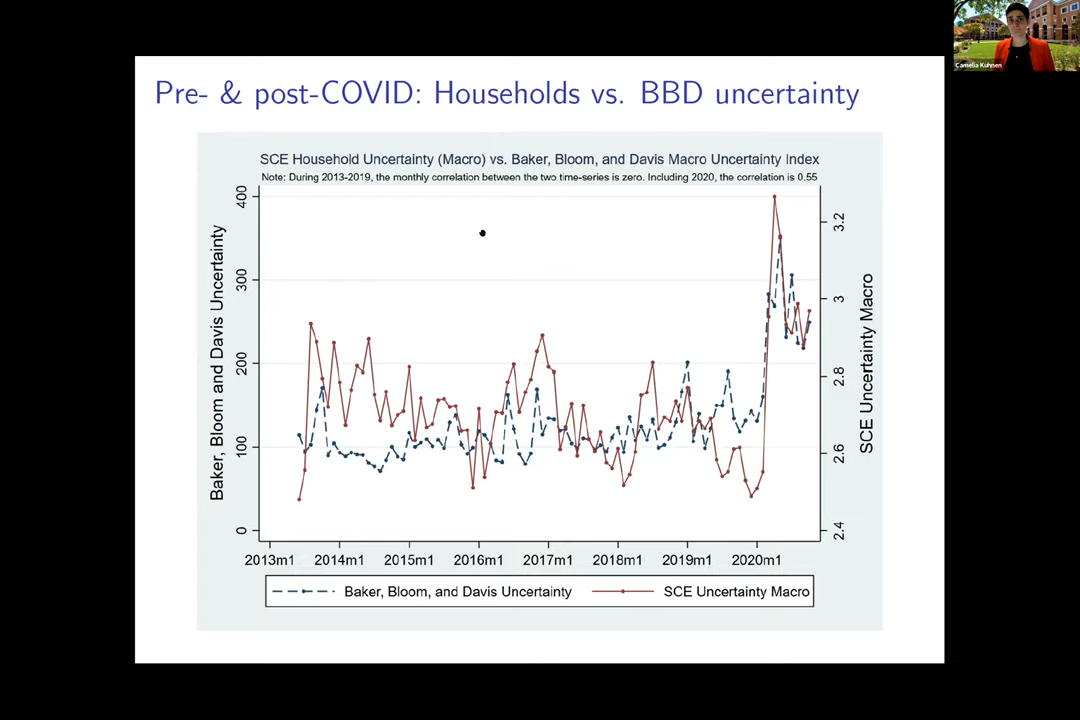 Camelia Kuhnen
Pre- & post-COVID: Households vs. BBD uncertainty
SCE Household Uncertainty (Macro) vs. Baker, Bloom, and Davis Macro Uncertainty Index
Note: During 2013-2019, the monthly correlation between the two time-series is zero. Including 2020, the correlation is 0.55
Baker, Bloom and Davis Uncertainty
400
300
200
100
0
3.2
3
2.8
2.6
2.4
SCE Uncertainty Macro
2013m1 2014m1 2015m1 2016m1 2017m1 2018m1 2019m1 2020m1
Baker, Bloom, and Davis Uncertainty SCE Uncertainty Macro